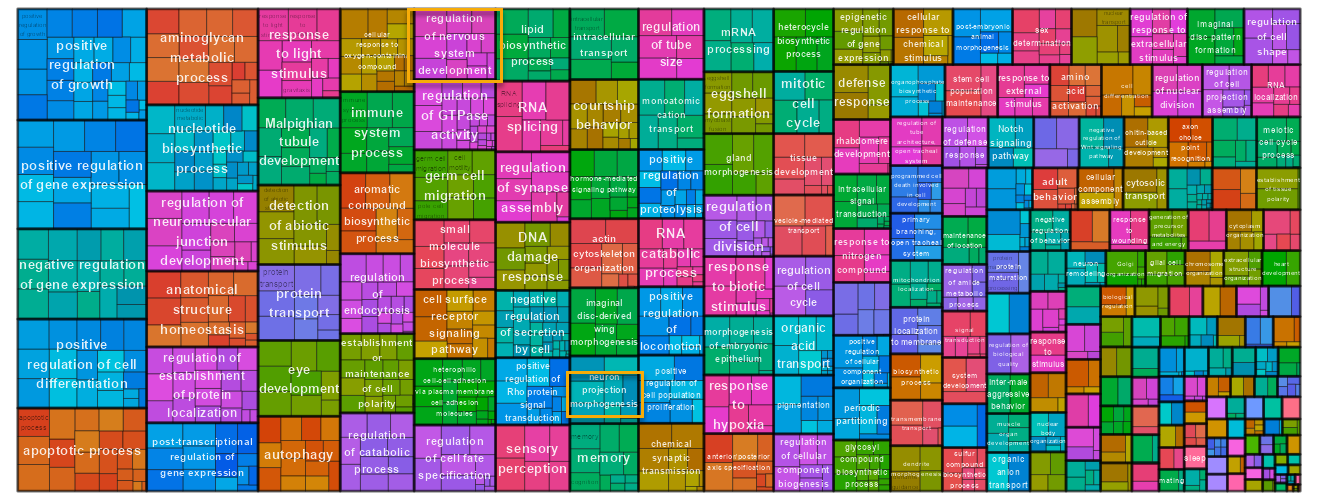 positive
regulation
of growth
positive regulation
of gene expression
negative regulation
of gene expression
positive
regulation of cell
differentiation
apoptotic
process
apoptotic process
aminoglycan
metabolic
process
nucleotide
biosynthetic
process
regulation of
neuromuscular
junction
development
anatomical
structure
homeostasis
regulation of
establishment
of protein
localization
post-transcriptional
regulation of
gene expression
response
to light
stimulus
Malpighian
tubule
development
detection
of abiotic
stimulus
protein
transport
protein
transport
eye
development
autophagy
cellular
response to
oxygen-containing
compound
immune
system
process
aromatic
compound
biosynthetic
process
regulation
of
endocytosis
establishment
or
maintenance
of cell
polarity
regulation
of catabolic
process
regulation
of nervous
system
development
regulation
of GTPase
activity
germ cell
migration
small
molecule
biosynthetic
process
cell surface
receptor
signaling
pathway
heterophilic
cell-cell adhesion
via plasma membrane
cell adhesion
molecules
regulation
of cell fate
specification
lipid
biosynthetic
process
RNA
splicing
RNA
splicing
regulation
of synapse
assembly
DNA
damage
response
negative
regulation
of secretion
by cell
positive
regulation of
Rho protein
signal
transduction
sensory
perception
intracellular
transport
courtship
behavior
hormone-mediated
signaling pathway
actin
cytoskeleton
organization
imaginal
disc-derived
wing
morphogenesis
neuron
projection
morphogenesis
memory
memory
regulation
of tube
size
monoatomic
cation
transport
positive
regulation
of
proteolysis
RNA
catabolic
process
positive
regulation
of
locomotion
positive
regulation of
cell population
proliferation
chemical
synaptic
transmission
mRNA
processing
eggshell
formation
gland
morphogenesis
regulation
of cell
division
response
to biotic
stimulus
morphogenesis
of embryonic
epithelium
response
to
hypoxia
anterior/posterior
axis specification
heterocycle
biosynthetic
process
mitotic
cell
cycle
tissue
development
vesicle-mediated
transport
regulation
of cell
cycle
organic
acid
transport
pigmentation
regulation
of cellular
component
biogenesis
epigenetic
regulation
of gene
expression
defense
response
rhabdomere
development
intracellular
signal
transduction
response to
nitrogen
compound
positive
regulation
of cellular
component
organization
periodic
partitioning
glycosyl
compound
biosynthetic
process
cellular
response to
chemical
stimulus
organophosphate
biosynthetic
process
regulation of
tube
architecture,
open tracheal
system
programmed cell
death involved
in cell
development
primary
branching,
open tracheal
system
mitochondrion
localization
protein
localization
to membrane
biosynthetic
process
transmembrane
transport
dendrite
morphogenesis
post-embryonic
animal
morphogenesis
stem cell
population
maintenance
regulation
of defense
response
maintenance
of location
regulation
of amide
metabolic
process
signal
transduction
system
development
sulfur
compound
biosynthetic
process
sex
determination
response to
external
stimulus
Notch
signaling
pathway
adult
behavior
negative
regulation
of behavior
protein
maturation
regulation of
biological
quality
response
to
stimulus
inter-male
aggressive
behavior
muscle
organ
development
nuclear
body
organization
organic
anion
transport
amino
acid
activation
negative
regulation of
Wnt signaling
pathway
cellular
component
assembly
neuron
remodeling
cell
differentiation
chitin-based
cuticle
development
cytosolic
transport
response
to
wounding
Golgi
organization
biological
regulation
regulation of
response to
extracellular
stimulus
regulation
of nuclear
division
axon
choice
point
recognition
generation of
precursor
metabolites
and energy
glial cell
migration
imaginal
disc pattern
formation
regulation
of cell
projection
assembly
chromosome
organization
cytoplasm
organization
extracellular
structure
organization
regulation
of cell
shape
RNA
localization
meiotic
cell cycle
process
establishment
of tissue
polarity
heart
development
sleep
mating